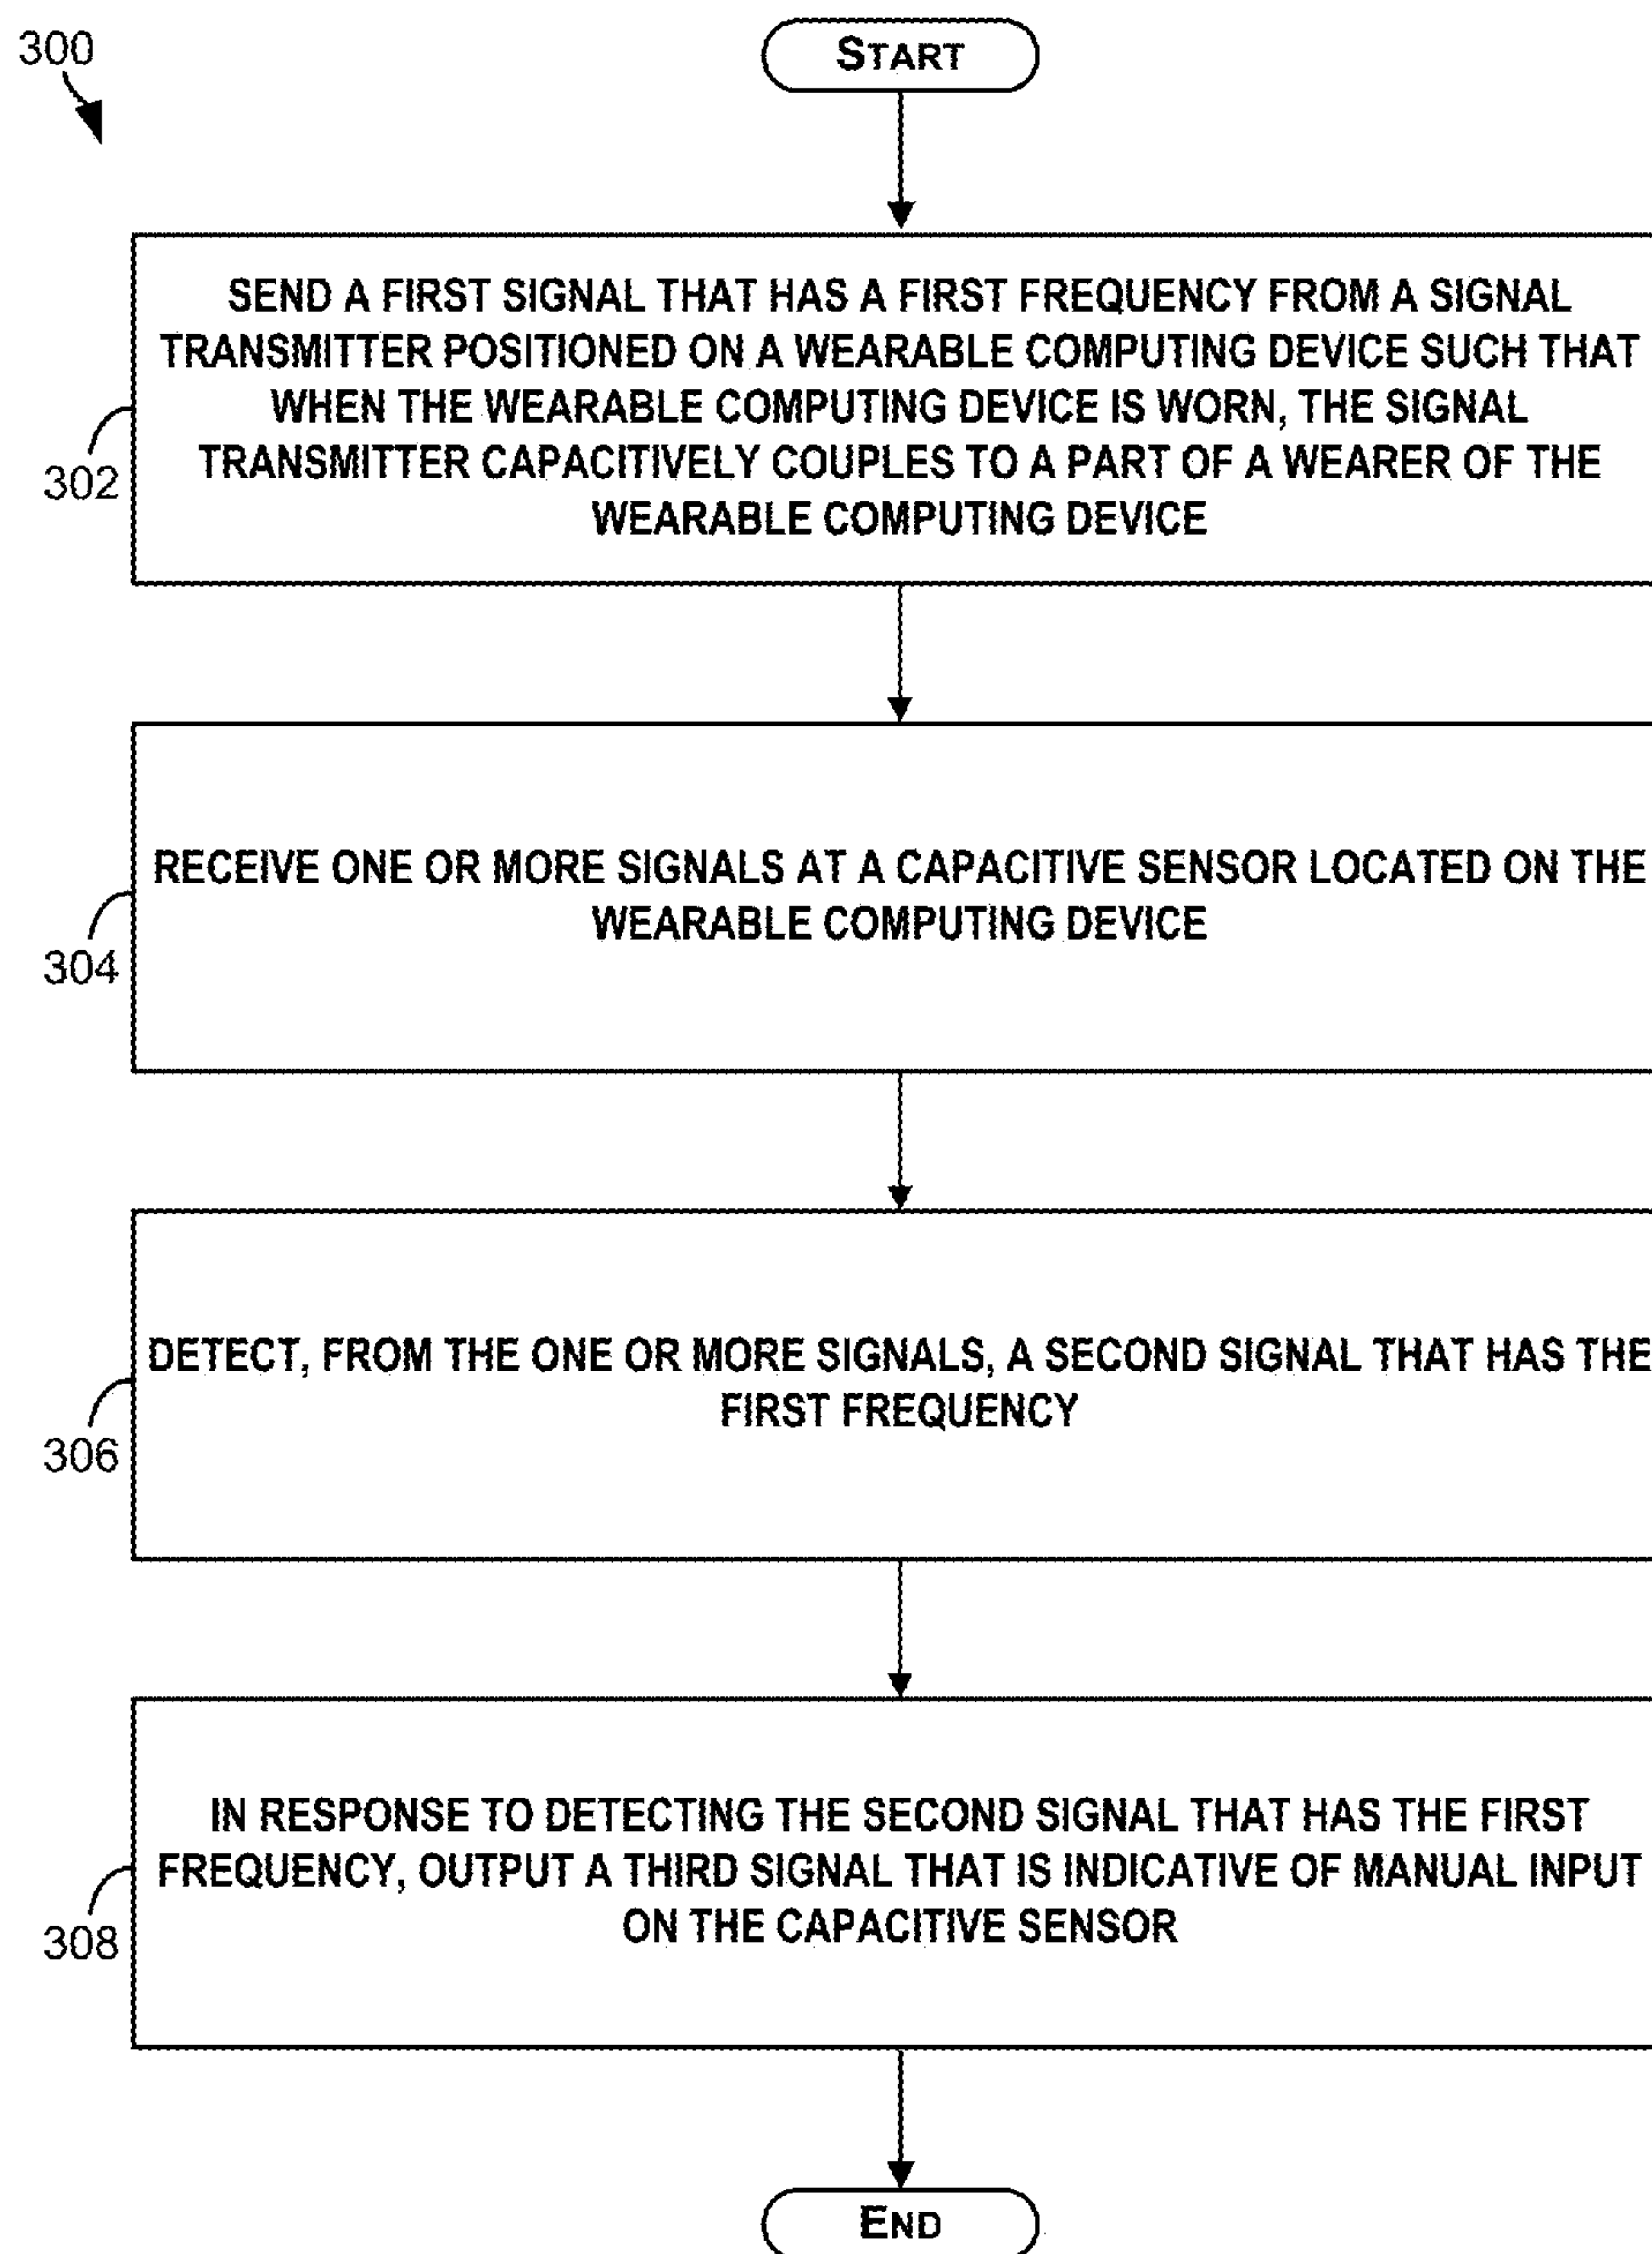 300
START
SEND A FIRST SIGNAL THAT HAS A FIRST FREQUENCY FROM A SIGNAL
TRANSMITTER POSITIONED ON A WEARABLE COMPUTING DEVICE SUCH THAT
WHEN THE WEARABLE COMPUTING DEVICE IS WORN, THE SIGNAL
TRANSMITTER CAPACITIVELY COUPLES TO A PART OF A WEARER OF THE
WEARABLE COMPUTING DEVICE
302
RECEIVE ONE OR MORE SIGNALS AT A CAPACITIVE SENSOR LOCATED ON THE
WEARABLE COMPUTING DEVICE
304
DETECT, FROM THE ONE OR MORE SIGNALS, A SECOND SIGNAL THAT HAS THE
FIRST FREQUENCY
306
IN RESPONSE TO DETECTING THE SECOND SIGNAL THAT HAS THE FIRST
FREQUENCY, OUTPUT A THIRD SIGNAL THAT IS INDICATIVE OF MANUAL INPUT
ON THE CAPACITIVE SENSOR
308
END